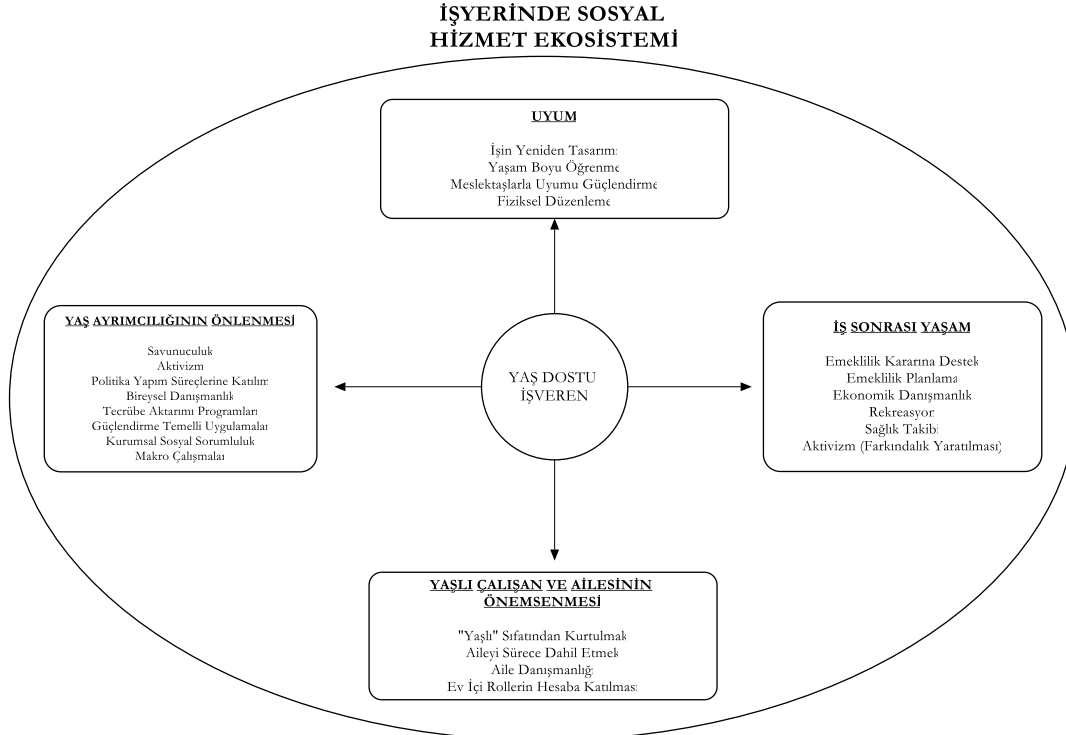 İŞYERİNDE SOSYAL
HİZMET EKOSİSTEMİ
UYUM
İşin Yeniden Tasarımı
Yaşam Boyu Öğrenme
Meslektaşlarla Uyumu Güçlendirme
Fiziksel Düzenleme
YAŞ AYRIMCILIĞININ ÖNLENMESİ
Savunuculuk
Aktivizm
Politika Yapım Süreçlerine Katılım
Bireysel Danışmanlık
Tecrübe Aktarımı Programları
Güçlendirme Temelli Uygulamalar
Kurumsal Sosyal Sorumluluk
Makro Çalışmalar
YAŞ DOSTU
İŞVEREN
İŞ SONRASI YAŞAM
Emeklilik Kararına Destek
Emeklilik Planlama
Ekonomik Danışmanlık
Rekreasyon
Sağlık Takibi
Aktivizm (Farkındalık Yaratılması)
YAŞLI ÇALIŞAN VE AİLESİNİN
ÖNEMSENMESİ
"Yaşlı" Sıfatından Kurtulmak
Aileyi Sürece Dahil Etmek
Aile Danışmanlığı
Ev İçi Rollerin Hesaba Katılması